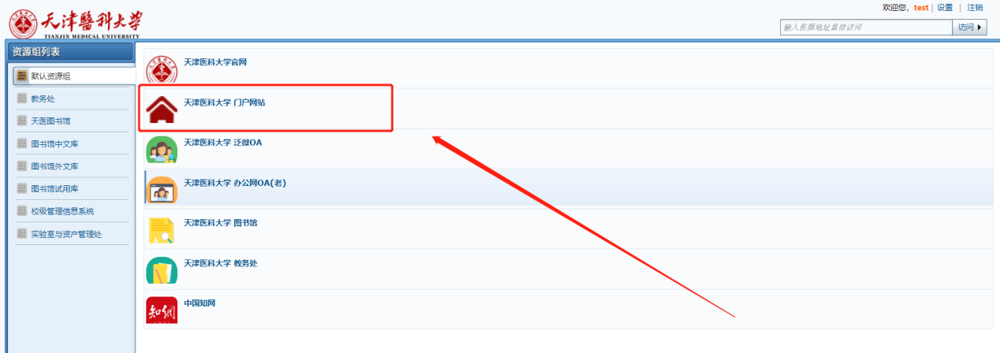 天津醫科大学
TIANJIN MEDICAL UNIVERSITY
欢迎您，test | 设置 | 注销
输入资源地址直接访问
访问
资源组列表
默认资源组
教务处
天医图书馆
图书馆中文库
图书馆外文库
图书馆试用库
校级管理信息系统
实验室与资产管理处
天津医科大学官网
天津医科大学 门户网站
天津医科大学 泛微OA
天津医科大学 办公网OA(老)
天津医科大学 图书馆
天津医科大学 教务处
知网
中国知网